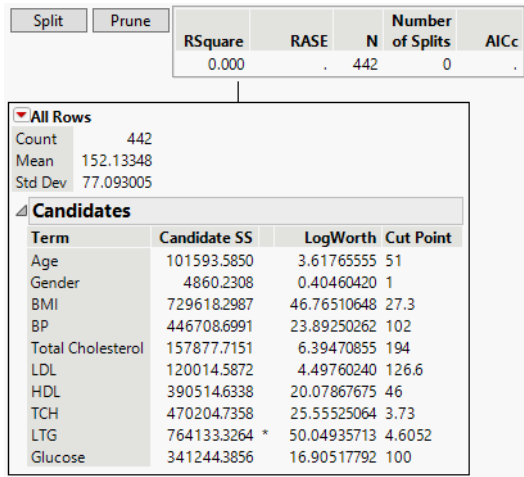 Split Prune
Number
RSquare RASE N of Splits AICc
0.000 . 442 0 .
All Rows
Count 442
Mean 152.13348
Std Dev 77.093005
Candidates
Term Candidate SS LogWorth Cut Point
Age 101593.5850 3.61765555 51
Gender 4860.2308 0.40460420 1
BMI 729618.2987 46.76510648 27.3
BP 446708.6991 23.89250262 102
Total Cholesterol 157877.7151 6.39470855 194
LDL 120014.5872 4.49760240 126.6
HDL 390514.6338 20.07867675 46
TCH 470204.7358 25.55525064 3.73
LTG 764133.3264 * 50.04935713 4.6052
Glucose 341244.3856 16.90517792 100